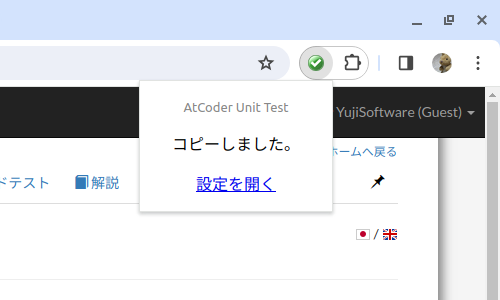 AtCoder Unit Test
コピーしました。
設定を開く
YujiSoftware (Guest)
ホームへ戻る
ドテスト
解説
/